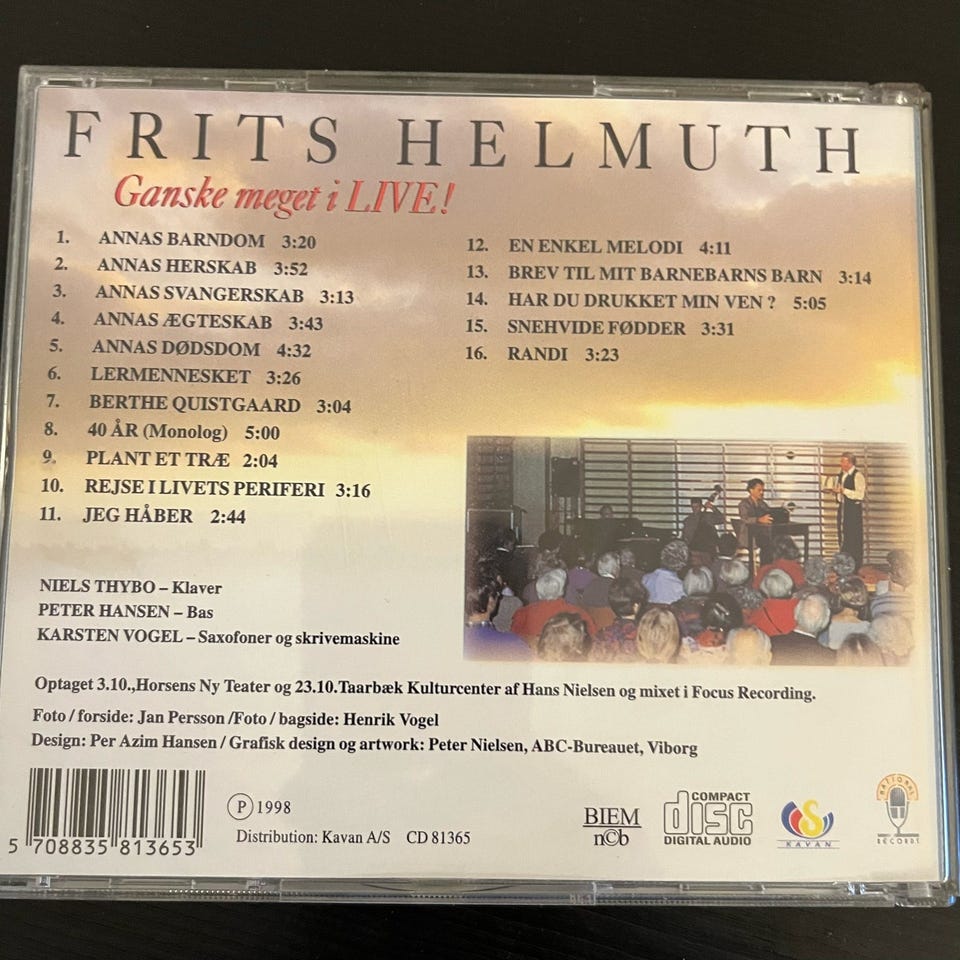 FRITS HELMUTH
Ganske meget i LIVE!
1. ANNAS BARNDOM 3:20
2. ANNAS HERSKAB 3:52
3. ANNAS SVANGERSKAB 3:13
4. ANNAS ÆGTESKAB 3:43
5. ANNAS DØDSDOM 4:32
6. LERMENNESKET 3:26
7. BERTHE QUISTGAARD 3:04
8. 40 ÅR (Monolog) 5:00
9. PLANT ET TRÆ 2:04
10. REJSE I LIVETS PERIFERI 3:16
11. JEG HÅBER 2:44
12. EN ENKEL MELODI 4:11
13. BREV TIL MIT BARNEBARNS BARN 3:14
14. HAR DU DRUKKET MIN VEN ? 5:05
15. SNEHVIDE FØDDER 3:31
16. RANDI 3:23
NIELS THYBO – Klaver
PETER HANSEN – Bas
KARSTEN VOGEL – Saxofoner og skrivemaskine
Optaget 3.10.,Horsens Ny Teater og 23.10.Taarbæk Kulturcenter af Hans Nielsen og mixet i Focus Recording.
Foto / forside: Jan Persson /Foto / bagside: Henrik Vogel
Design: Per Azim Hansen / Grafisk design og artwork: Peter Nielsen, ABC-Bureauet, Viborg
5 708835 813653
Ⓟ 1998
Distribution: Kavan A/S CD 81365
BIEM
n©b
COMPACT
disc
DIGITAL AUDIO
S
KAVAN
NATIONAL
RECORDS